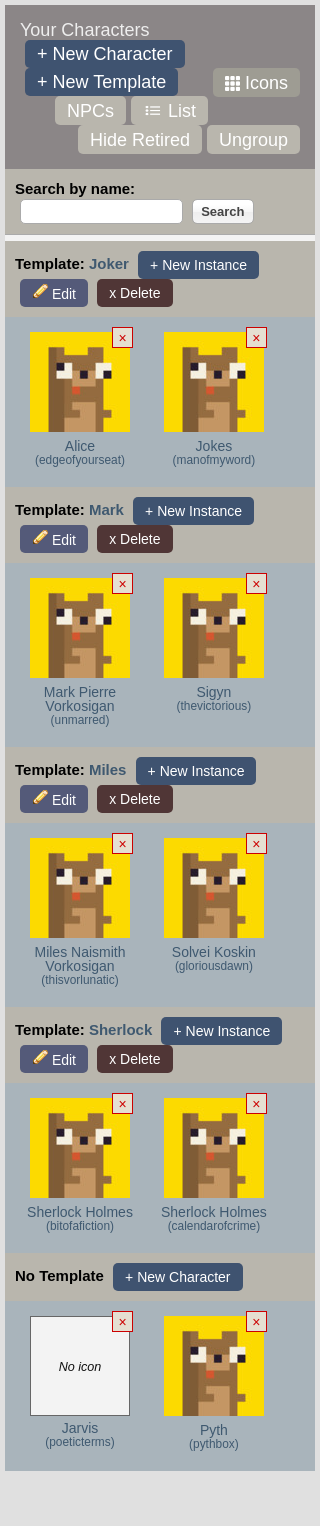 Your Characters
+ New Character
+ New Template
Icons
NPCs
List
Hide Retired
Ungroup
Search by name:
Search
Template: Joker + New Instance
Edit x Delete
x x
Alice Jokes
(edgeofyourseat) (manofmyword)
Template: Mark + New Instance
Edit x Delete
x x
Mark Pierre Sigyn
Vorkosigan (thevictorious)
(unmarred)
Template: Miles + New Instance
Edit x Delete
x x
Miles Naismith Solvei Koskin
Vorkosigan (gloriousdawn)
(thisvorlunatic)
Template: Sherlock + New Instance
Edit x Delete
x x
Sherlock Holmes Sherlock Holmes
(bitofafiction) (calendarofcrime)
No Template + New Character
x x
No icon
Jarvis Pyth
(poeticterms) (pythbox)